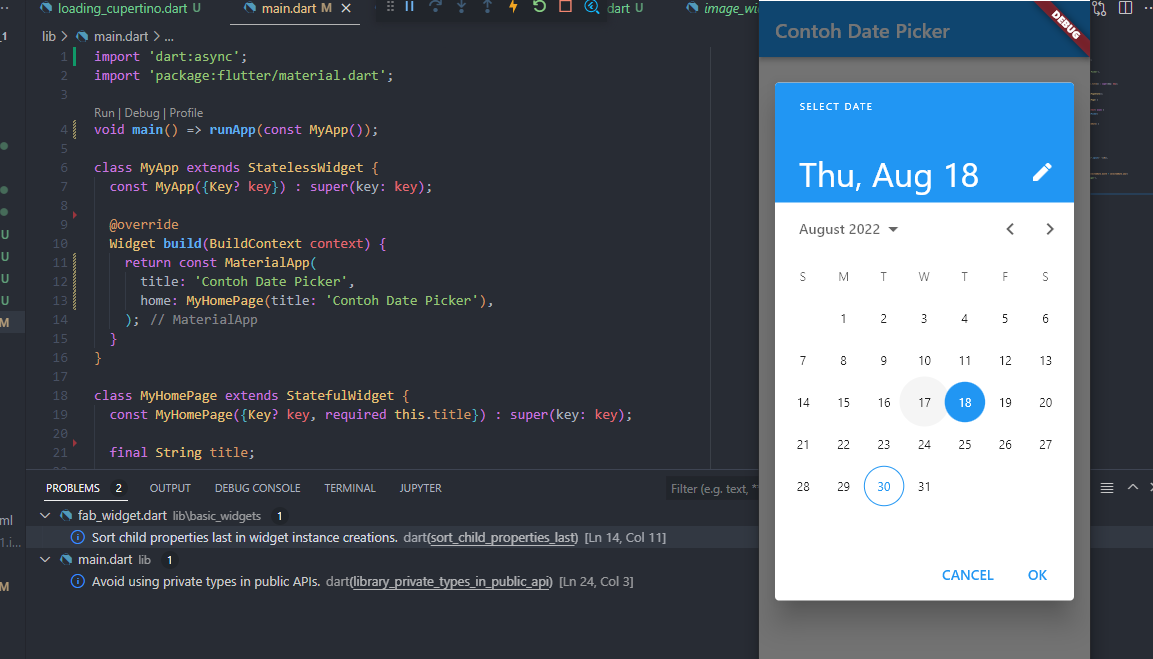 loading_cupertino.dart U
main.dart M
dart U
image_wi
1
lib > main.dart > ...
1 import 'dart:async';
2 import 'package:flutter/material.dart';
3
Run | Debug | Profile
4 void main() => runApp(const MyApp());
5
6 class MyApp extends StatelessWidget {
7 const MyApp({Key? key}) : super(key: key);
8
9 @override
10 Widget build(BuildContext context) {
11 return const MaterialApp(
12 title: 'Contoh Date Picker',
13 home: MyHomePage(title: 'Contoh Date Picker'),
14 ); // MaterialApp
15 }
16 }
17
18 class MyHomePage extends StatefulWidget {
19 const MyHomePage({Key? key, required this.title}) : super(key: key);
20
21 final String title;
U
U
U
U
M
PROBLEMS 2 OUTPUT DEBUG CONSOLE TERMINAL JUPYTER
Filter (e.g. text, *
fab_widget.dart lib\basic_widgets 1
Sort child properties last in widget instance creations. dart(sort_child_properties_last) [Ln 14, Col 11]
main.dart lib 1
Avoid using private types in public APIs. dart(library_private_types_in_public_api) [Ln 24, Col 3]
ml
1.i...
M
Contoh Date Picker
DEBUG
SELECT DATE
Thu, Aug 18
August 2022
S M T W T F S
1 2 3 4 5 6
7 8 9 10 11 12 13
14 15 16 17 18 19 20
21 22 23 24 25 26 27
28 29 30 31
CANCEL OK